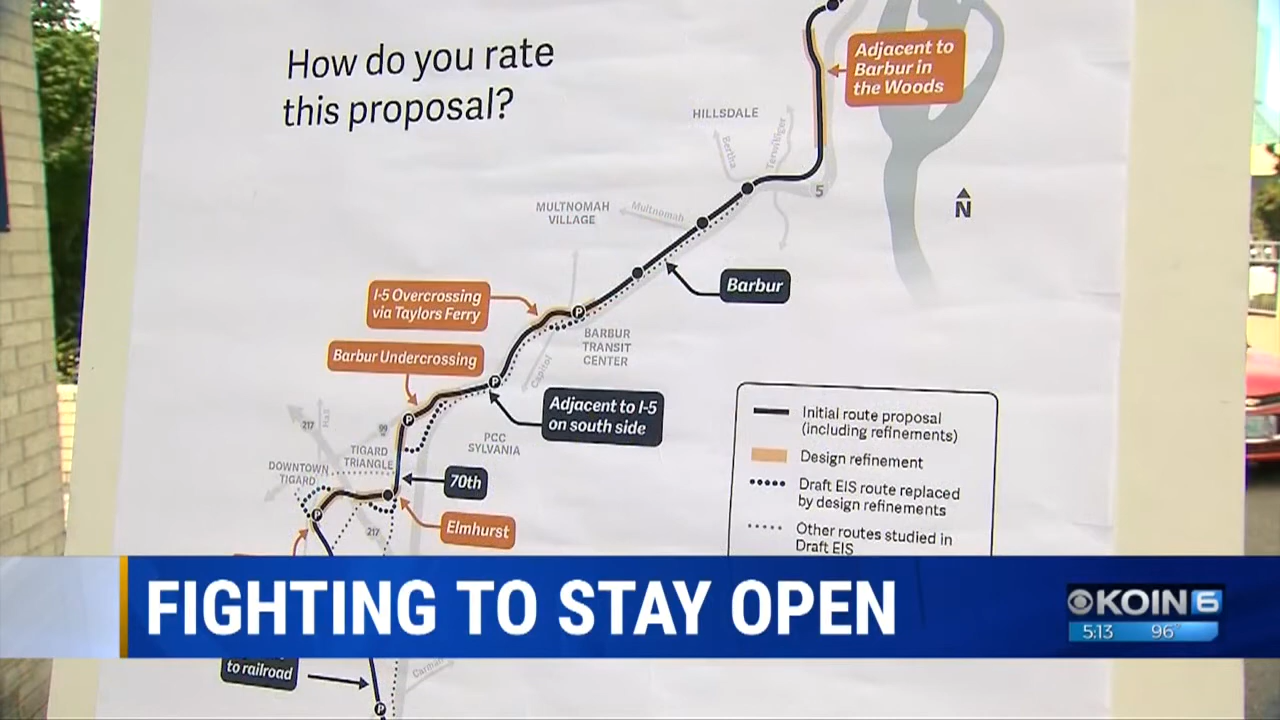 How do you rate
this proposal?
Adjacent to
Barbur in
the Woods
HILLSDALE
Bertha
Terwilliger
5
N
MULTNOMAH
VILLAGE
Multnomah
Barbur
I-5 Overcrossing
via Taylors Ferry
P
BARBUR
TRANSIT
CENTER
Barbur Undercrossing
Capitol
P
Adjacent to I-5
on south side
217
Hall
99
P
PCC
SYLVANIA
TIGARD
TRIANGLE
DOWNTOWN
TIGARD
70th
P
Elmhurst
217
Initial route proposal
(including refinements)
Design refinement
Draft EIS route replaced
by design refinements
Other routes studied in
Draft EIS
FIGHTING TO STAY OPEN
KOIN 6
5:13 96°
to railroad
Carman
P